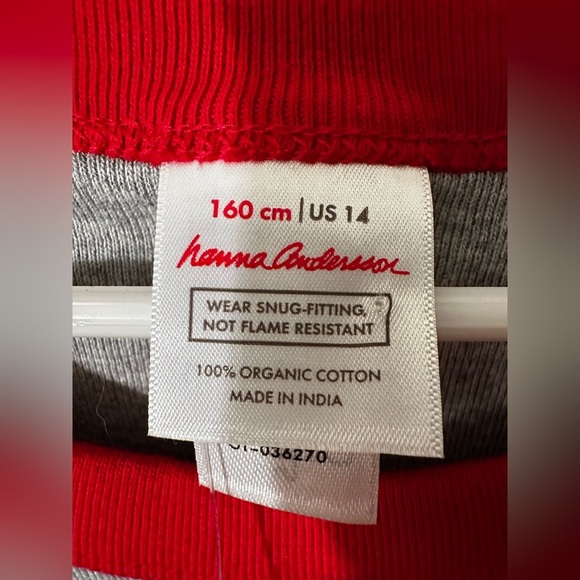 160 cm | US 14
hanna andersson
WEAR SNUG-FITTING,
NOT FLAME RESISTANT
100% ORGANIC COTTON
MADE IN INDIA
-036270